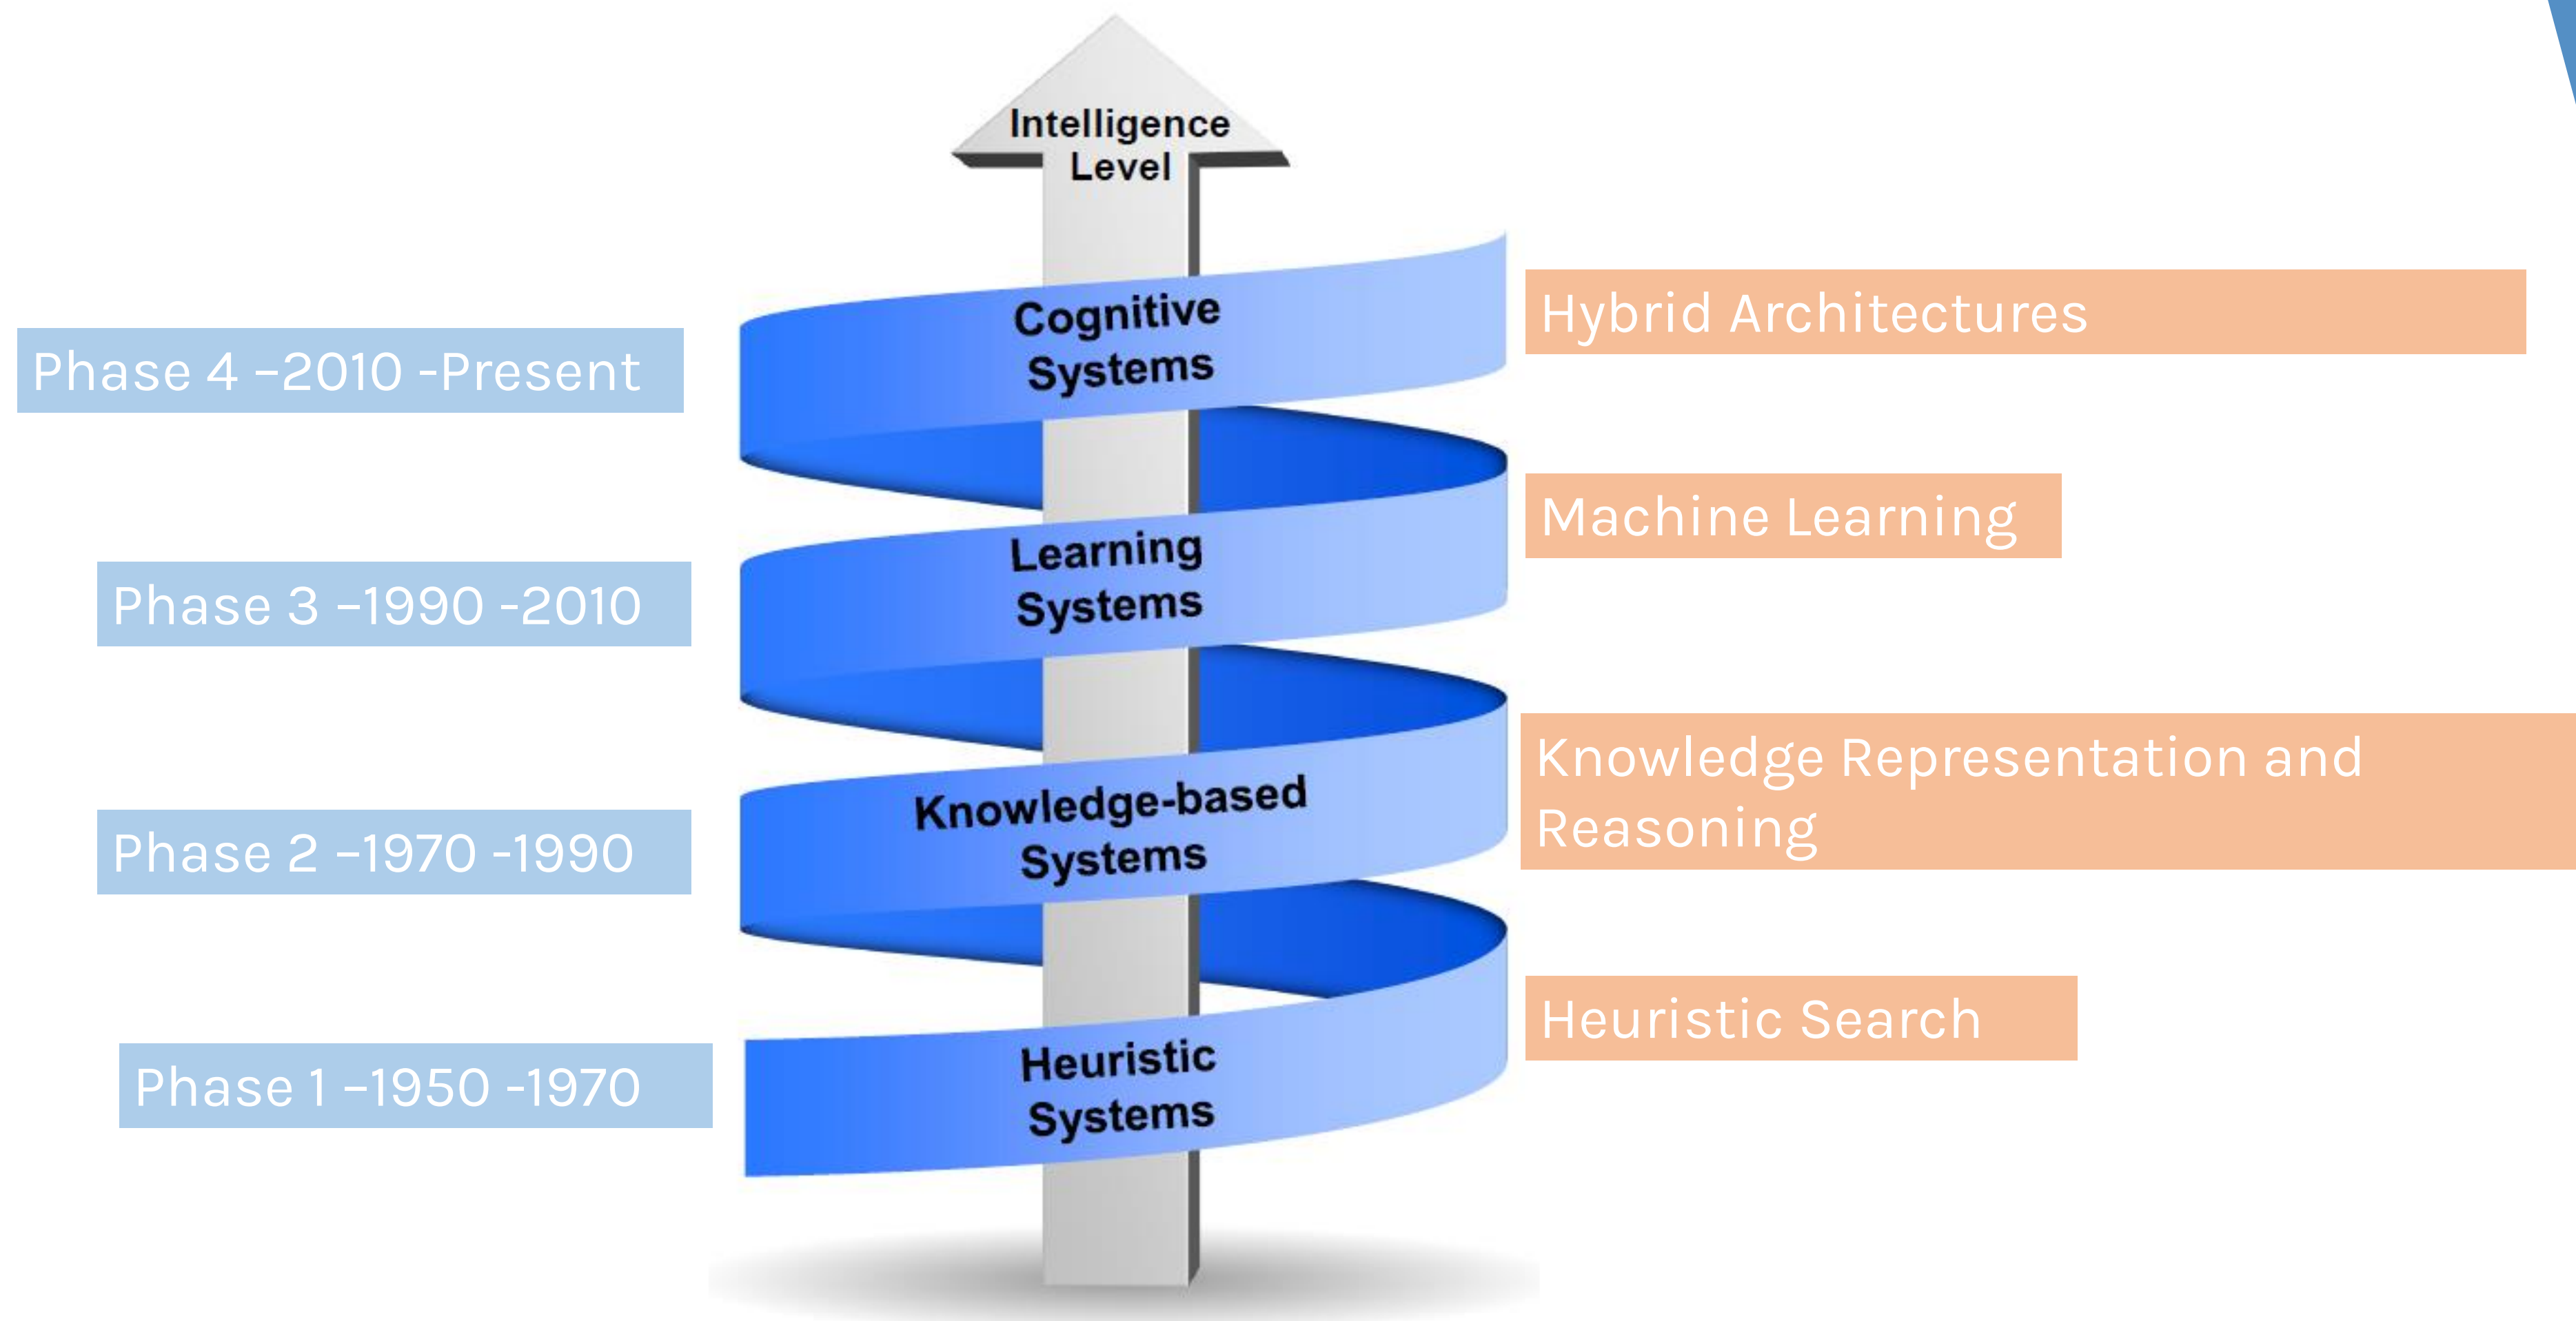 Intelligence
Level
Cognitive
Systems
Hybrid Architectures
Phase 4 –2010 -Present
Learning
Systems
Machine Learning
Phase 3 –1990 -2010
Knowledge-based
Systems
Knowledge Representation and
Reasoning
Phase 2 –1970 -1990
Heuristic
Systems
Heuristic Search
Phase 1 –1950 -1970